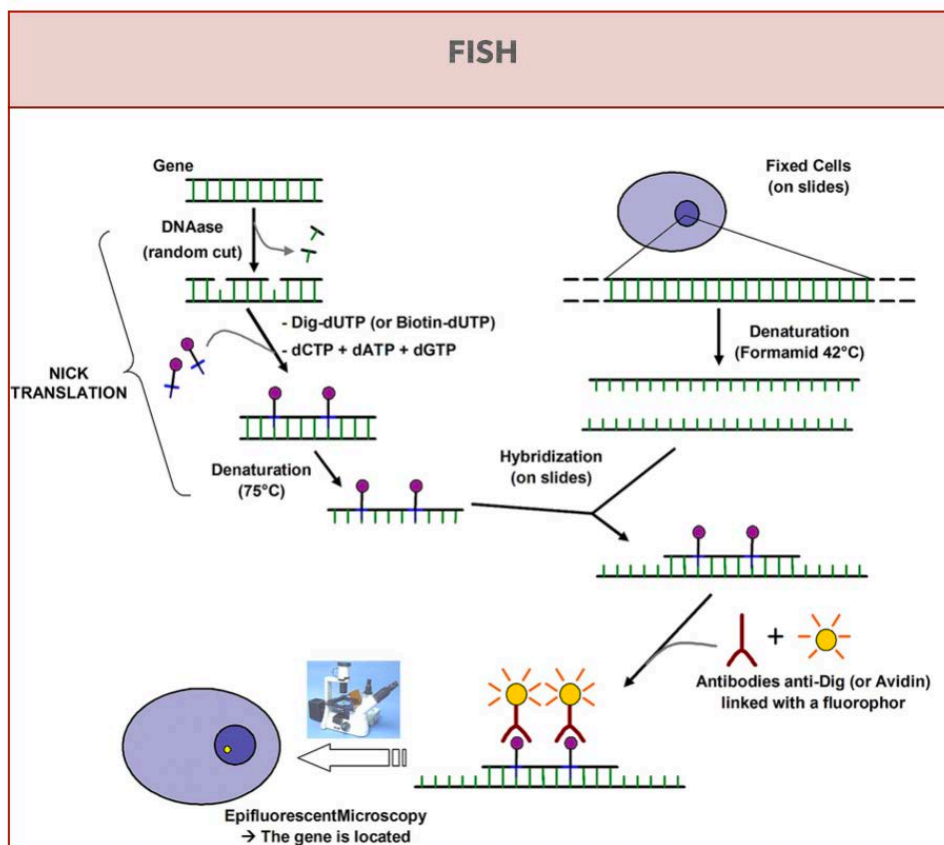 FISH
Gene
DNAase
(random cut)
- Dig-dUTP (or Biotin-dUTP)
- dCTP + dATP + dGTP
NICK
TRANSLATION
Denaturation
(75°C)
Fixed Cells
(on slides)
Denaturation
(Formamid 42°C)
Hybridization
(on slides)
+
Antibodies anti-Dig (or Avidin)
linked with a fluorophor
EpifluorescentMicroscopy
→ The gene is located